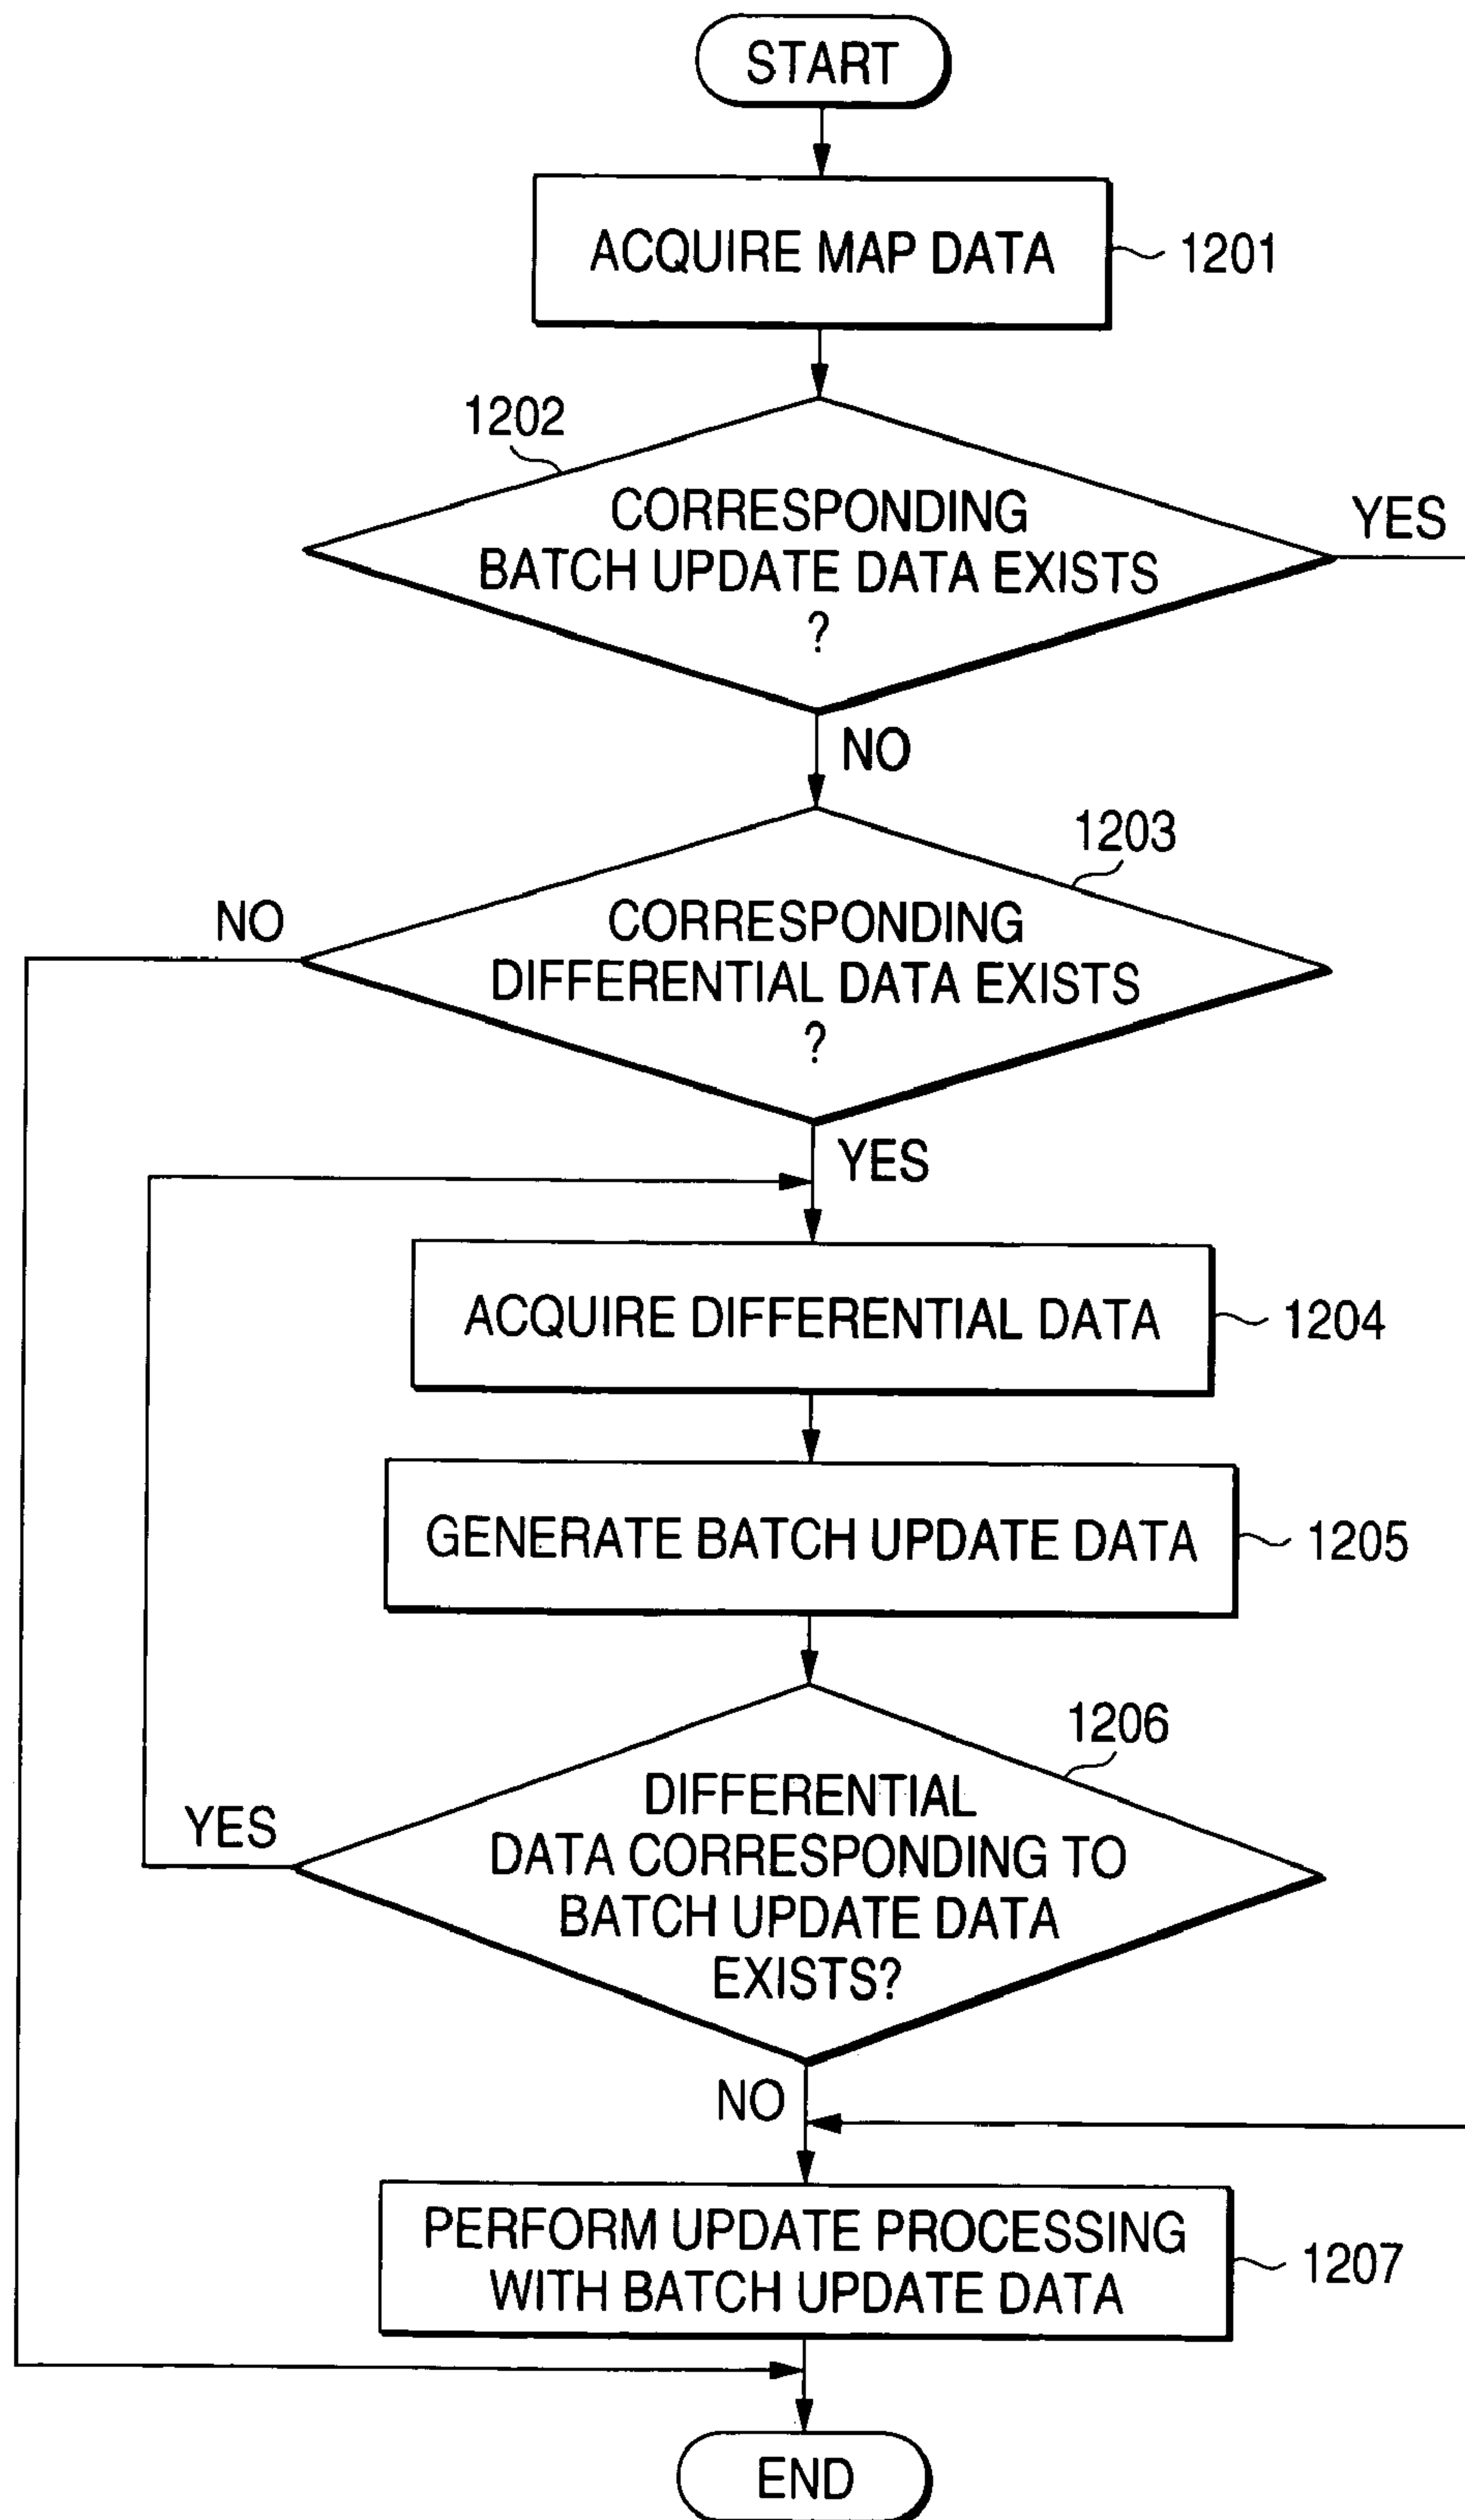 START
ACQUIRE MAP DATA
1201
1202
CORRESPONDING
BATCH UPDATE DATA EXISTS
?
YES
NO
1203
CORRESPONDING
DIFFERENTIAL DATA EXISTS
?
NO
YES
ACQUIRE DIFFERENTIAL DATA
1204
GENERATE BATCH UPDATE DATA
1205
1206
DIFFERENTIAL
DATA CORRESPONDING TO
BATCH UPDATE DATA
EXISTS?
YES
NO
PERFORM UPDATE PROCESSING
WITH BATCH UPDATE DATA
1207
END